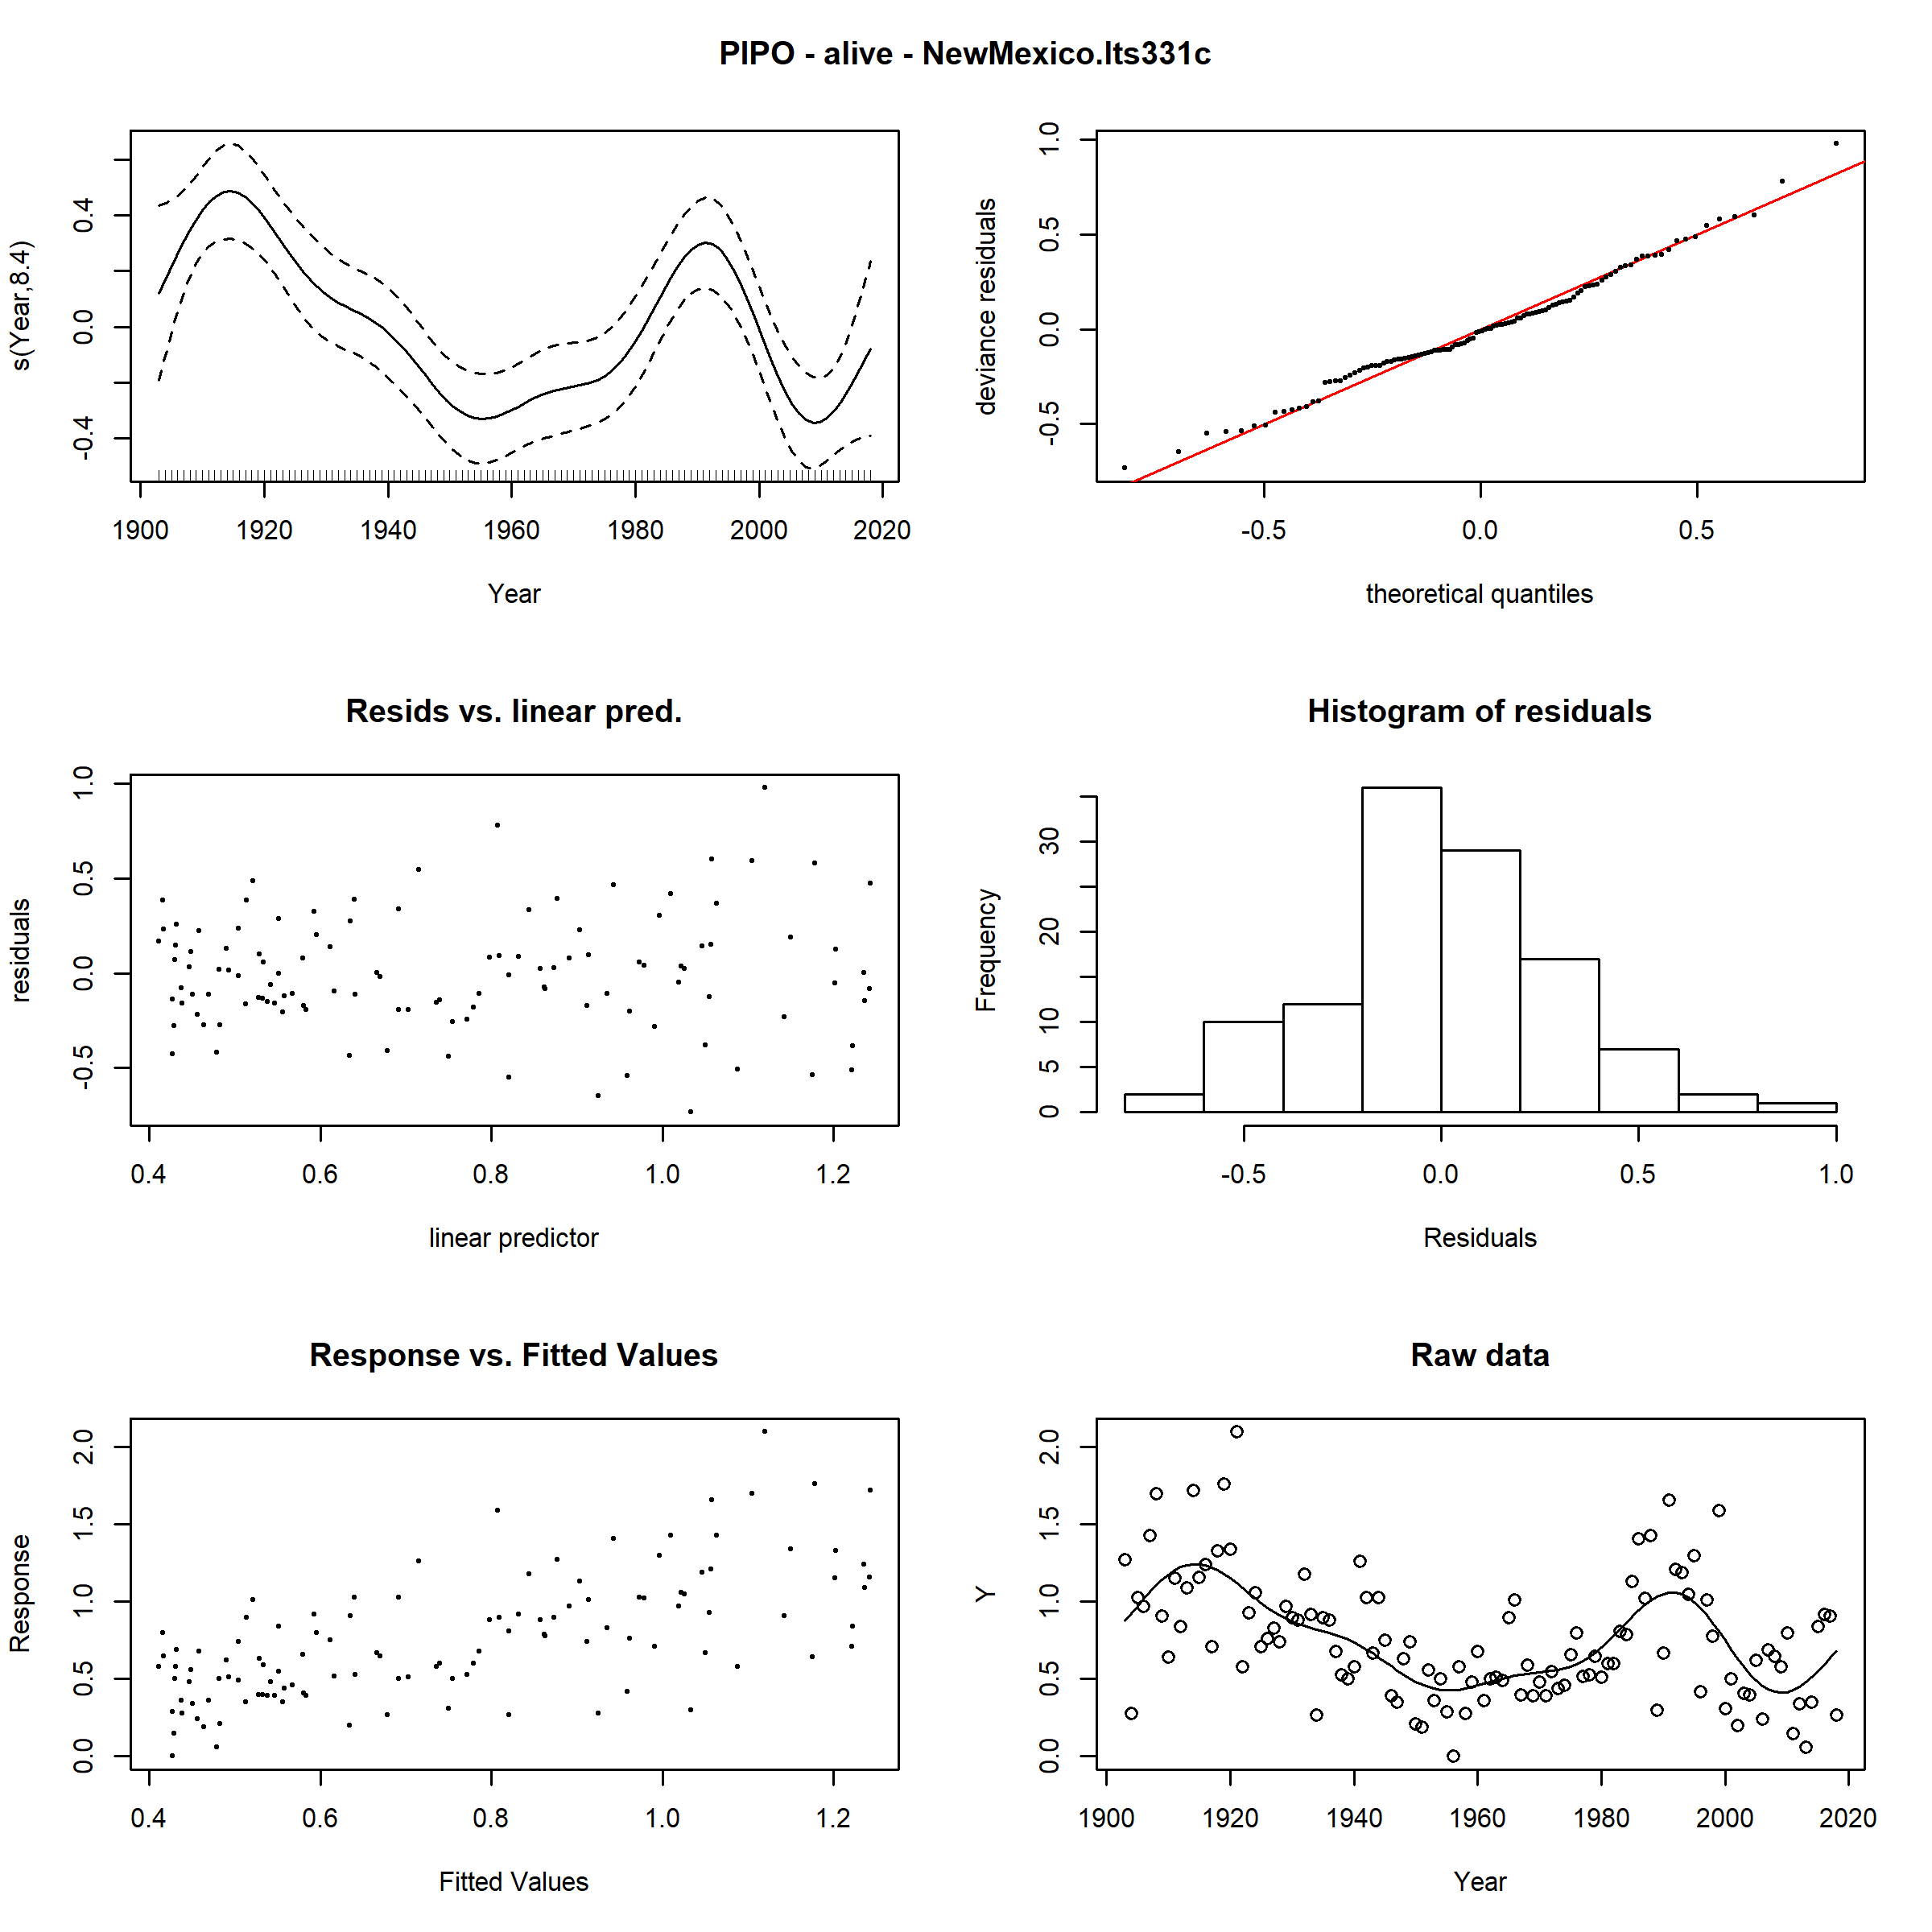 PIPO - alive - NewMexico.lts331c
s(Year,8.4)
-0.4 0.0 0.4
1900 1920 1940 1960 1980 2000 2020
Year
deviance residuals
-0.5 0.0 0.5 1.0
-0.5 0.0 0.5
theoretical quantiles
Resids vs. linear pred.
residuals
-0.5 0.0 0.5 1.0
0.4 0.6 0.8 1.0 1.2
linear predictor
Histogram of residuals
Frequency
0 5 10 20 30
-0.5 0.0 0.5 1.0
Residuals
Response vs. Fitted Values
Response
0.0 0.5 1.0 1.5 2.0
0.4 0.6 0.8 1.0 1.2
Fitted Values
Raw data
Y
0.0 0.5 1.0 1.5 2.0
1900 1920 1940 1960 1980 2000 2020
Year